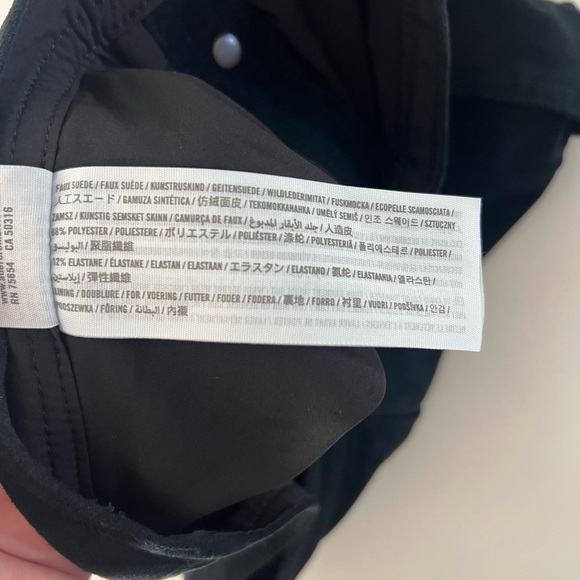 RN 75654 CA 50316
FAUX SUEDE / FAUX SUÈDE / KUNSTRUSKIND / GEITENSUEDE / WILDLEDERIMITAT / FUSKMOCKA / ECOPELLE SCAMOSCIATA /
人工スエード / GAMUZA SINTÉTICA / 仿絨面皮 / TEKOMOKKANAHKA / UMĚLÝ SEMIŠ / 인조 스웨이드 / SZTUCZNY
ZAMSZ / KUNSTIG SEMSKET SKINN / CAMURÇA DE FAUX / جلد الأبقار المدبوغ / 人造皮
88% POLYESTER / POLIESTERE / ポリエステル / POLIÉSTER / 涤纶 / POLYESTERIÄ / 폴리에스테르 / POLIESTER /
البوليستر / 聚脂纖維
12% ELASTANE / ÉLASTANE / ELASTAN / ELASTAAN / エラスタン / ELASTANO / 氨纶 / ELASTAANIA / 엘라스탄 /
إيلاستين / 彈性纖維
LINING / DOUBLURE / FOR / VOERING / FUTTER / FODER / FODERA / 裏地 / FORRO / 衬里 / VUORI / PODŠÍVKA / 안감 /
PODSZEWKA / FÔRING / البطانة / 內襯